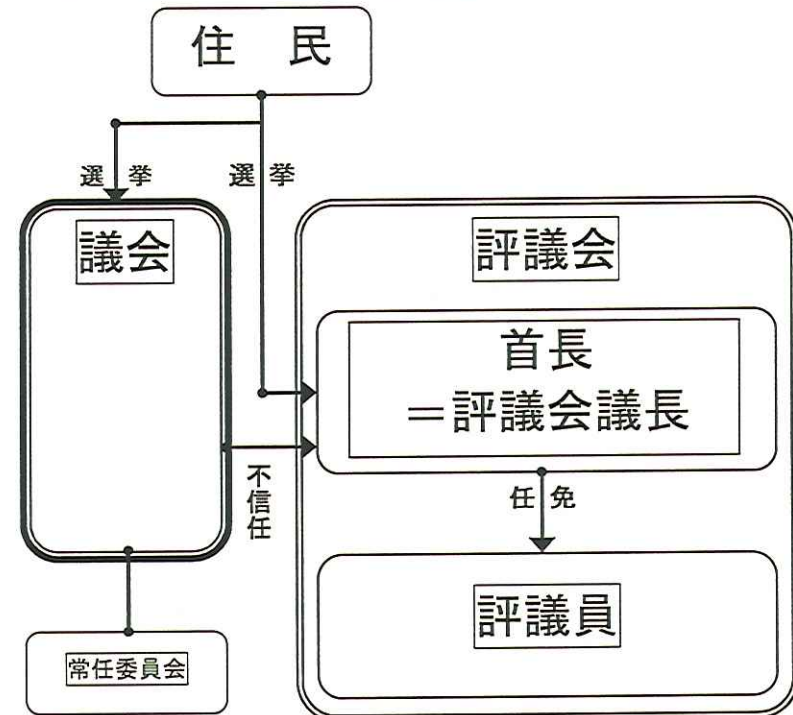 住 民
選 挙
選 挙
議会
評議会
首長
＝評議会議長
不信任
任 免
評議員
常任委員会